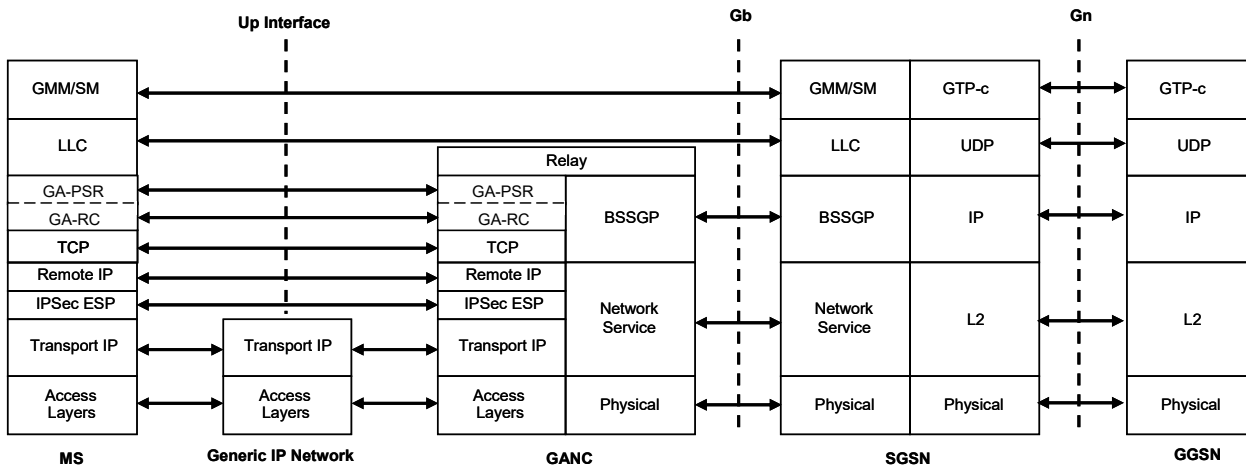 Up Interface
Gb
Gn
GMM/SM
GMM/SM
GTP-c
GTP-c
LLC
LLC
UDP
UDP
Relay
GA-PSR
GA-PSR
GA-RC
GA-RC
BSSGP
BSSGP
IP
IP
TCP
TCP
Remote IP
Remote IP
IPSec ESP
IPSec ESP
Network
Service
Network
Service
L2
L2
Transport IP
Transport IP
Transport IP
Access
Layers
Access
Layers
Access
Layers
Physical
Physical
Physical
Physical
MS
Generic IP Network
GANC
SGSN
GGSN